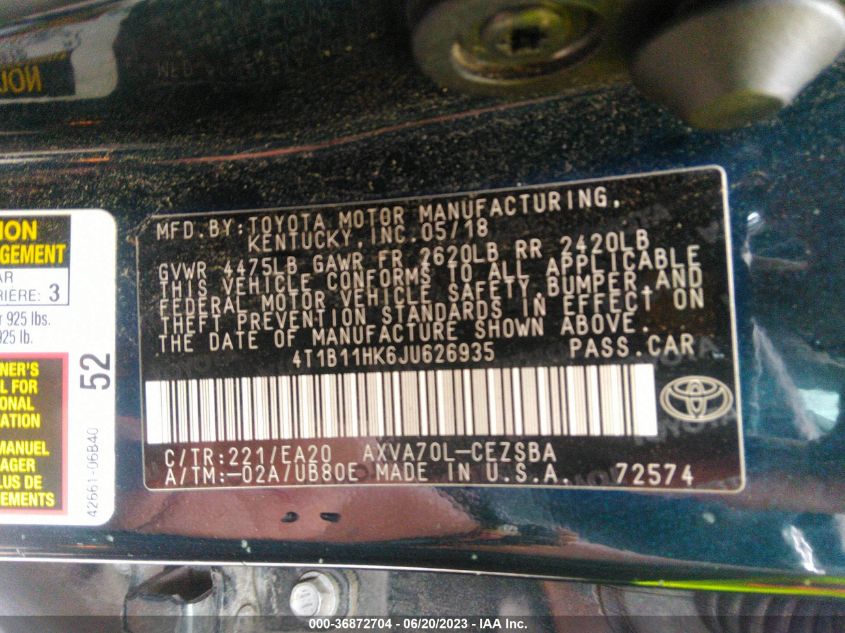 ION
GEMENT
AR
RIÈRE: 3
925 lbs.
925 lb.
NER'S
L FOR
ONAL
ATION
MANUEL
AGER
LUS DE
EMENTS
52
42661-06B40
MFD.BY:TOYOTA MOTOR MANUFACTURING,
KENTUCKY,INC.05/18
GVWR 4475LB GAWR FR 2620LB RR 2420LB
THIS VEHICLE CONFORMS TO ALL APPLICABLE
FEDERAL MOTOR VEHICLE SAFETY,BUMPER,AND
THEFT PREVENTION STANDARDS IN EFFECT ON
THE DATE OF MANUFACTURE SHOWN ABOVE.
4T1B11HK6JU626935 PASS.CAR
C/TR:221/EA20 AXVA70L-CEZSBA
A/TM:-02A/UB80E MADE IN U.S.A. 72574
000-36872704 - 06/20/2023 - IAA Inc.